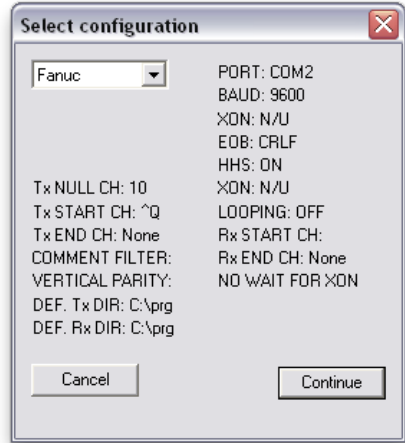 Select configuration
Fanuc
PORT: COM2
BAUD: 9600
XON: N/U
EOB: CRLF
HHS: ON
Tx NULL CH: 10
XON: N/U
Tx START CH: ^Q
LOOPING: OFF
Tx END CH: None
Rx START CH:
COMMENT FILTER:
Rx END CH: None
VERTICAL PARITY:
NO WAIT FOR XON
DEF. Tx DIR: C:\prg
DEF. Rx DIR: C:\prg
Cancel
Continue